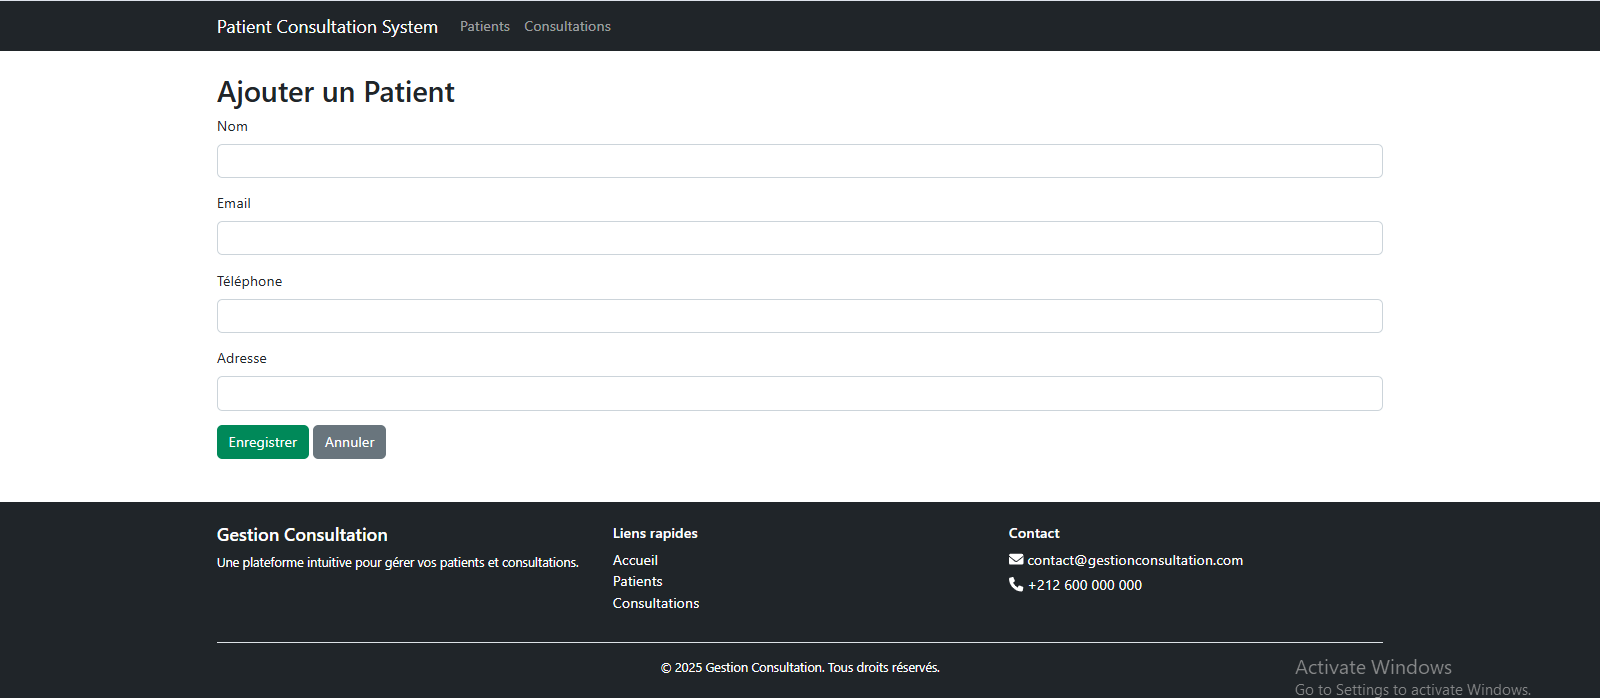 Patient Consultation System Patients Consultations
Ajouter un Patient
Nom
Email
Téléphone
Adresse
Enregistrer Annuler
Gestion Consultation
Une plateforme intuitive pour gérer vos patients et consultations.
Liens rapides
Accueil
Patients
Consultations
Contact
contact@gestionconsultation.com
+212 600 000 000
© 2025 Gestion Consultation. Tous droits réservés.
Activate Windows
Go to Settings to activate Windows.